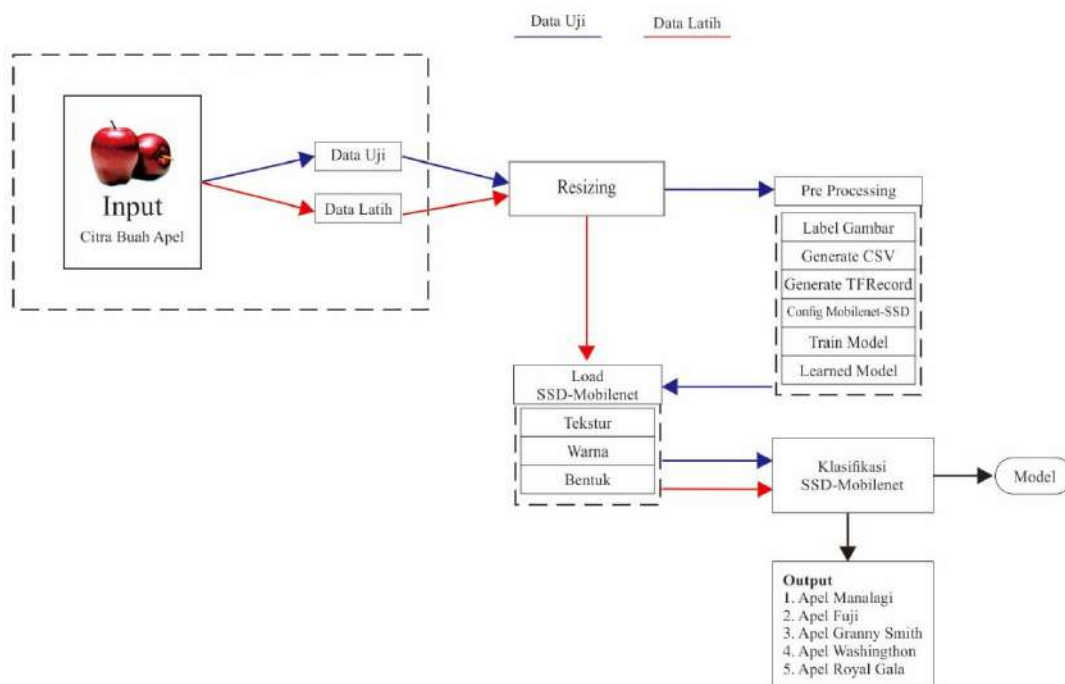 Data Uji
Data Latih
Input
Citra Buah Apel
Data Uji
Data Latih
Resizing
Pre Processing
Label Gambar
Generate CSV
Generate TFRecord
Config Mobilenet-SSD
Train Model
Learned Model
Load
SSD-Mobilenet
Tekstur
Warna
Bentuk
Klasifikasi
SSD-Mobilenet
Model
Output
1. Apel Manalagi
2. Apel Fuji
3. Apel Granny Smith
4. Apel Washingthon
5. Apel Royal Gala